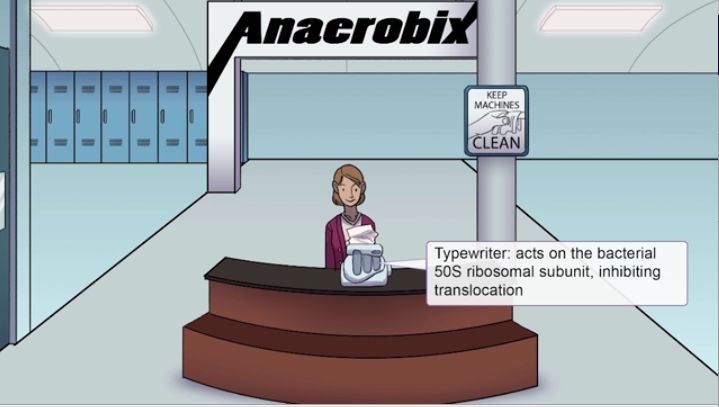 Anaerobix
KEEP
MACHINES
CLEAN
Typewriter: acts on the bacterial
50S ribosomal subunit, inhibiting
translocation